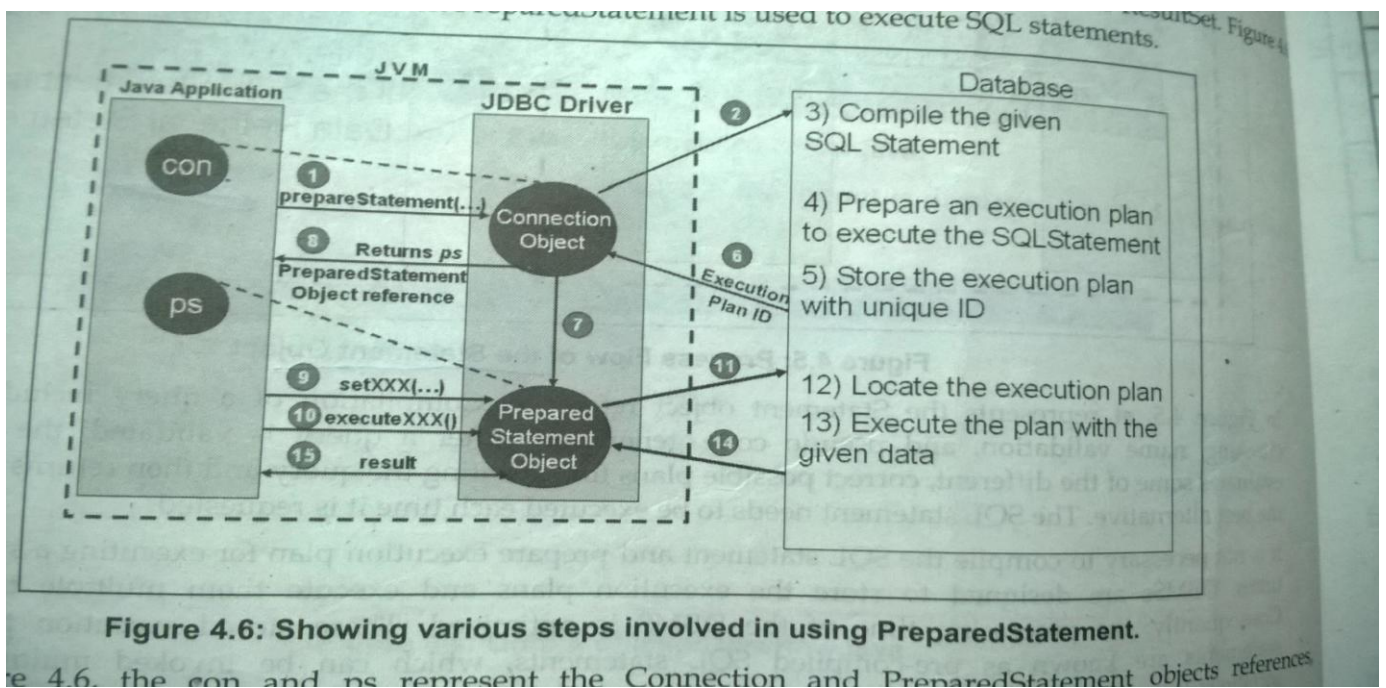 PreparedStatement is used to execute SQL statements.
ResultSet. Figure 4.
JVM
Java Application
JDBC Driver
Database
con
1
prepareStatement(...)
Connection
Object
2
3) Compile the given
SQL Statement
4) Prepare an execution plan
to execute the SQLStatement
5) Store the execution plan
with unique ID
6
Execution
Plan ID
8
Returns ps
PreparedStatement
Object reference
ps
7
9
setXXX(...)
10
executeXXX()
15
result
Prepared
Statement
Object
11
12) Locate the execution plan
13) Execute the plan with the
given data
14
Figure 4.6: Showing various steps involved in using PreparedStatement.
4.6, the con and ps represent the Connection and PreparedStatement objects references